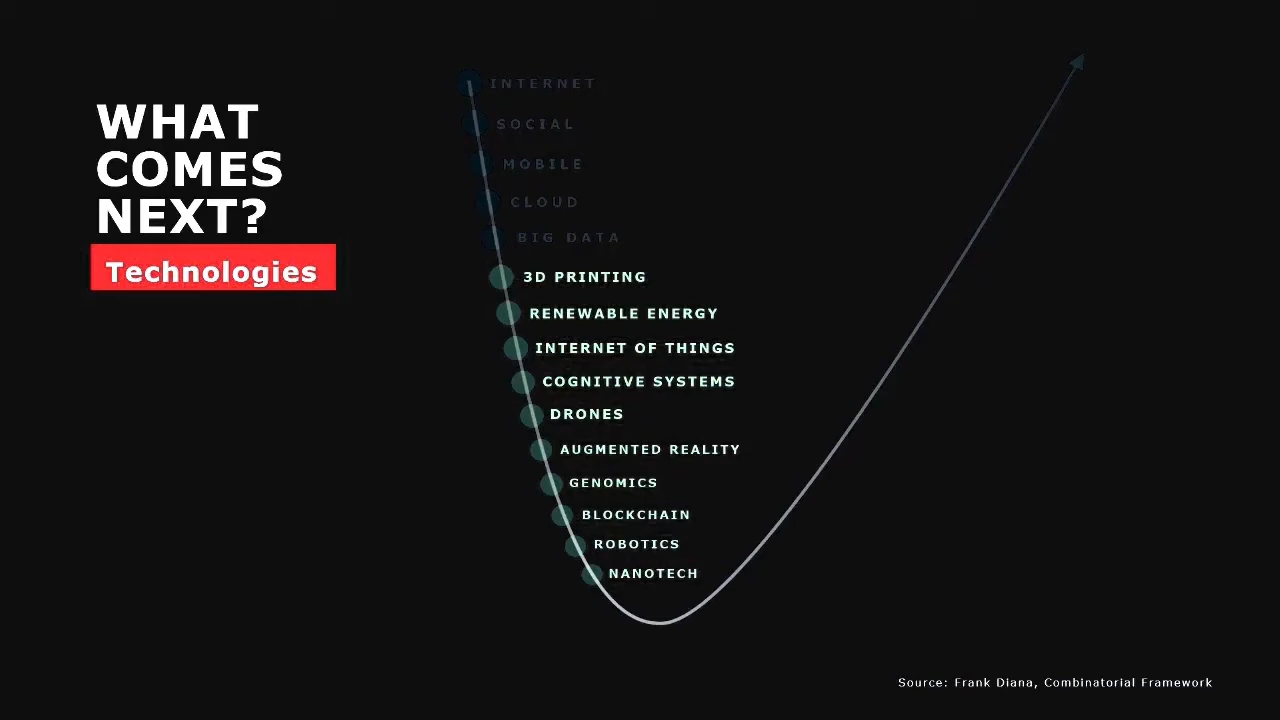 WHAT
COMES
NEXT?
Technologies
INTERNET
SOCIAL
MOBILE
CLOUD
BIG DATA
3D PRINTING
RENEWABLE ENERGY
INTERNET OF THINGS
COGNITIVE SYSTEMS
DRONES
AUGMENTED REALITY
GENOMICS
BLOCKCHAIN
ROBOTICS
NANOTECH
Source: Frank Diana, Combinatorial Framework